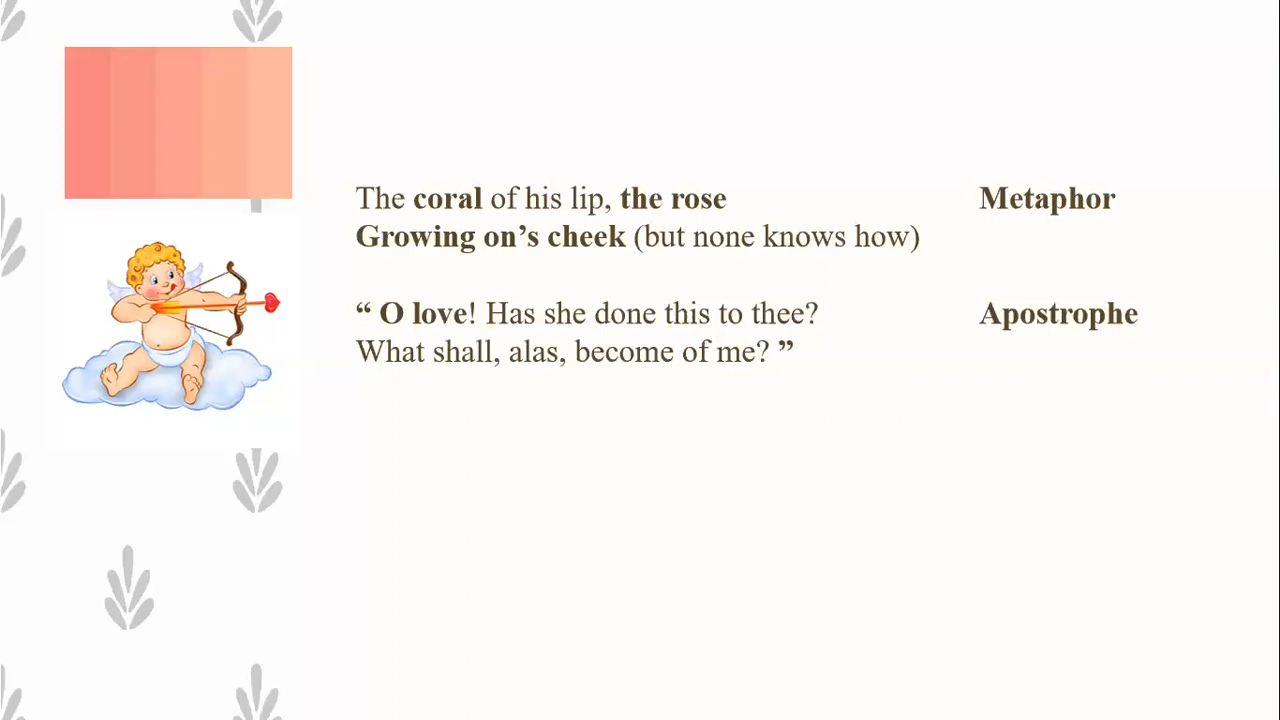 The coral of his lip, the rose Metaphor
Growing on’s cheek (but none knows how)
“ O love! Has she done this to thee? Apostrophe
What shall, alas, become of me? ”